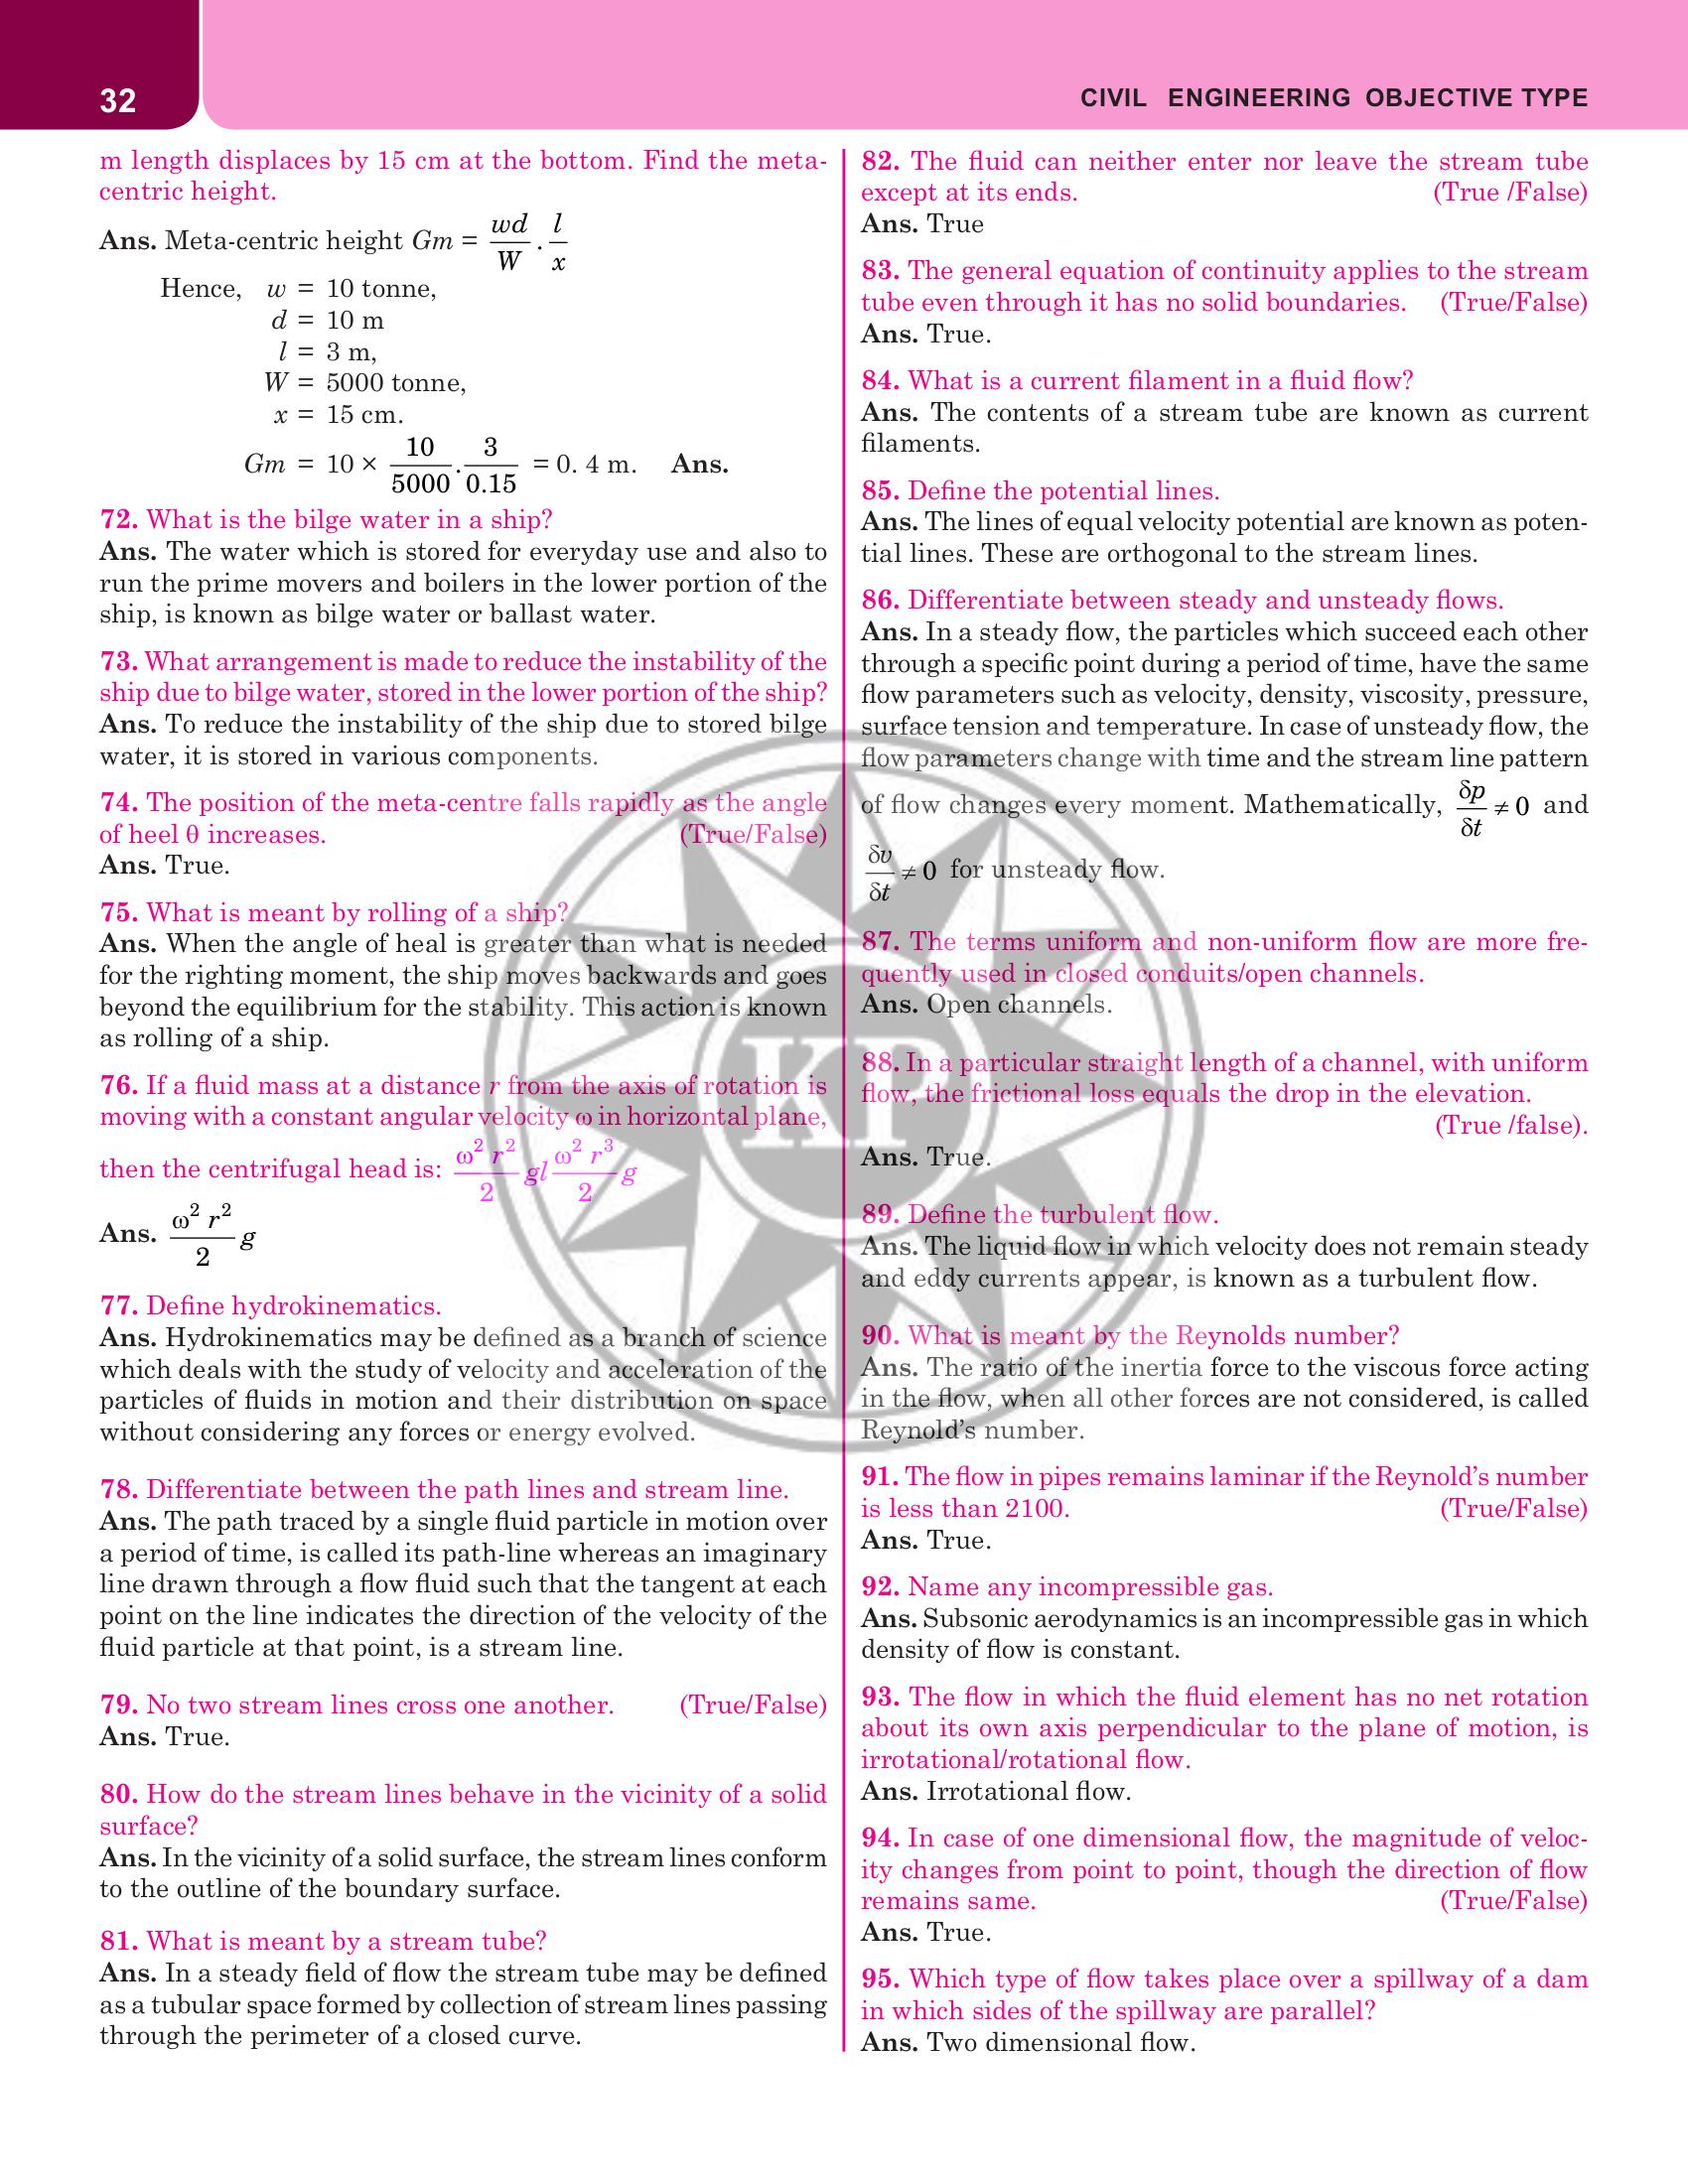 32
CIVIL ENGINEERING OBJECTIVE TYPE
m length displaces by 15 cm at the bottom. Find the meta-
centric height.
Ans. Meta-centric height Gm = wd/W . l/x
Hence, w = 10 tonne,
d = 10 m
l = 3 m,
W = 5000 tonne,
x = 15 cm.
Gm = 10 × 10/5000 . 3/0.15 = 0. 4 m. Ans.
72. What is the bilge water in a ship?
Ans. The water which is stored for everyday use and also to
run the prime movers and boilers in the lower portion of the
ship, is known as bilge water or ballast water.
73. What arrangement is made to reduce the instability of the
ship due to bilge water, stored in the lower portion of the ship?
Ans. To reduce the instability of the ship due to stored bilge
water, it is stored in various components.
74. The position of the meta-centre falls rapidly as the angle
of heel θ increases. (True/False)
Ans. True.
75. What is meant by rolling of a ship?
Ans. When the angle of heal is greater than what is needed
for the righting moment, the ship moves backwards and goes
beyond the equilibrium for the stability. This action is known
as rolling of a ship.
76. If a fluid mass at a distance r from the axis of rotation is
moving with a constant angular velocity ω in horizontal plane,
then the centrifugal head is: ω² r²/2 gl ω² r³/2 g
Ans. ω² r²/2 g
77. Define hydrokinematics.
Ans. Hydrokinematics may be defined as a branch of science
which deals with the study of velocity and acceleration of the
particles of fluids in motion and their distribution on space
without considering any forces or energy evolved.
78. Differentiate between the path lines and stream line.
Ans. The path traced by a single fluid particle in motion over
a period of time, is called its path-line whereas an imaginary
line drawn through a flow fluid such that the tangent at each
point on the line indicates the direction of the velocity of the
fluid particle at that point, is a stream line.
79. No two stream lines cross one another. (True/False)
Ans. True.
80. How do the stream lines behave in the vicinity of a solid
surface?
Ans. In the vicinity of a solid surface, the stream lines conform
to the outline of the boundary surface.
81. What is meant by a stream tube?
Ans. In a steady field of flow the stream tube may be defined
as a tubular space formed by collection of stream lines passing
through the perimeter of a closed curve.
82. The fluid can neither enter nor leave the stream tube
except at its ends. (True /False)
Ans. True
83. The general equation of continuity applies to the stream
tube even through it has no solid boundaries. (True/False)
Ans. True.
84. What is a current filament in a fluid flow?
Ans. The contents of a stream tube are known as current
filaments.
85. Define the potential lines.
Ans. The lines of equal velocity potential are known as poten-
tial lines. These are orthogonal to the stream lines.
86. Differentiate between steady and unsteady flows.
Ans. In a steady flow, the particles which succeed each other
through a specific point during a period of time, have the same
flow parameters such as velocity, density, viscosity, pressure,
surface tension and temperature. In case of unsteady flow, the
flow parameters change with time and the stream line pattern
of flow changes every moment. Mathematically, δp/δt ≠ 0 and
δv/δt ≠ 0 for unsteady flow.
87. The terms uniform and non-uniform flow are more fre-
quently used in closed conduits/open channels.
Ans. Open channels.
88. In a particular straight length of a channel, with uniform
flow, the frictional loss equals the drop in the elevation.
(True /false).
Ans. True.
89. Define the turbulent flow.
Ans. The liquid flow in which velocity does not remain steady
and eddy currents appear, is known as a turbulent flow.
90. What is meant by the Reynolds number?
Ans. The ratio of the inertia force to the viscous force acting
in the flow, when all other forces are not considered, is called
Reynold's number.
91. The flow in pipes remains laminar if the Reynold's number
is less than 2100. (True/False)
Ans. True.
92. Name any incompressible gas.
Ans. Subsonic aerodynamics is an incompressible gas in which
density of flow is constant.
93. The flow in which the fluid element has no net rotation
about its own axis perpendicular to the plane of motion, is
irrotational/rotational flow.
Ans. Irrotational flow.
94. In case of one dimensional flow, the magnitude of veloc-
ity changes from point to point, though the direction of flow
remains same. (True/False)
Ans. True.
95. Which type of flow takes place over a spillway of a dam
in which sides of the spillway are parallel?
Ans. Two dimensional flow.
KP